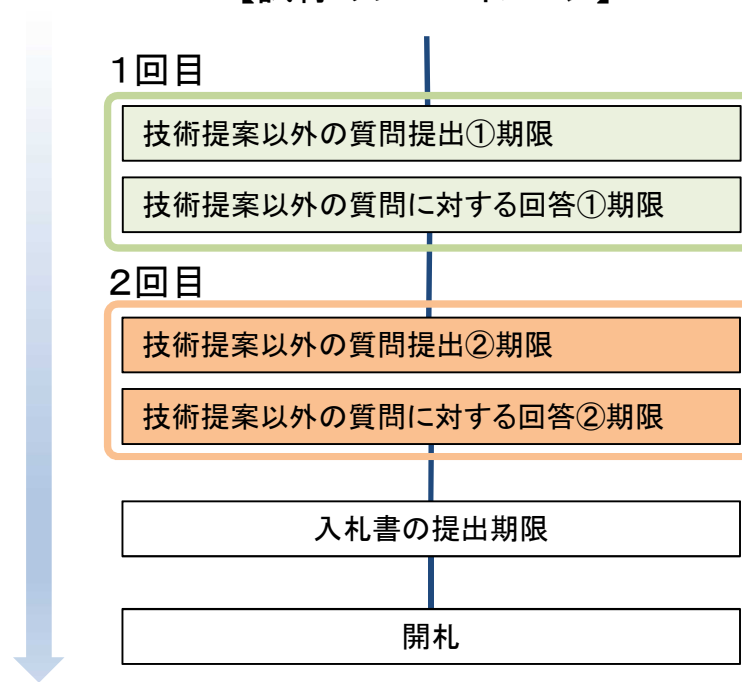 1回目
技術提案以外の質問提出①期限
技術提案以外の質問に対する回答①期限
2回目
技術提案以外の質問提出②期限
技術提案以外の質問に対する回答②期限
入札書の提出期限
開札